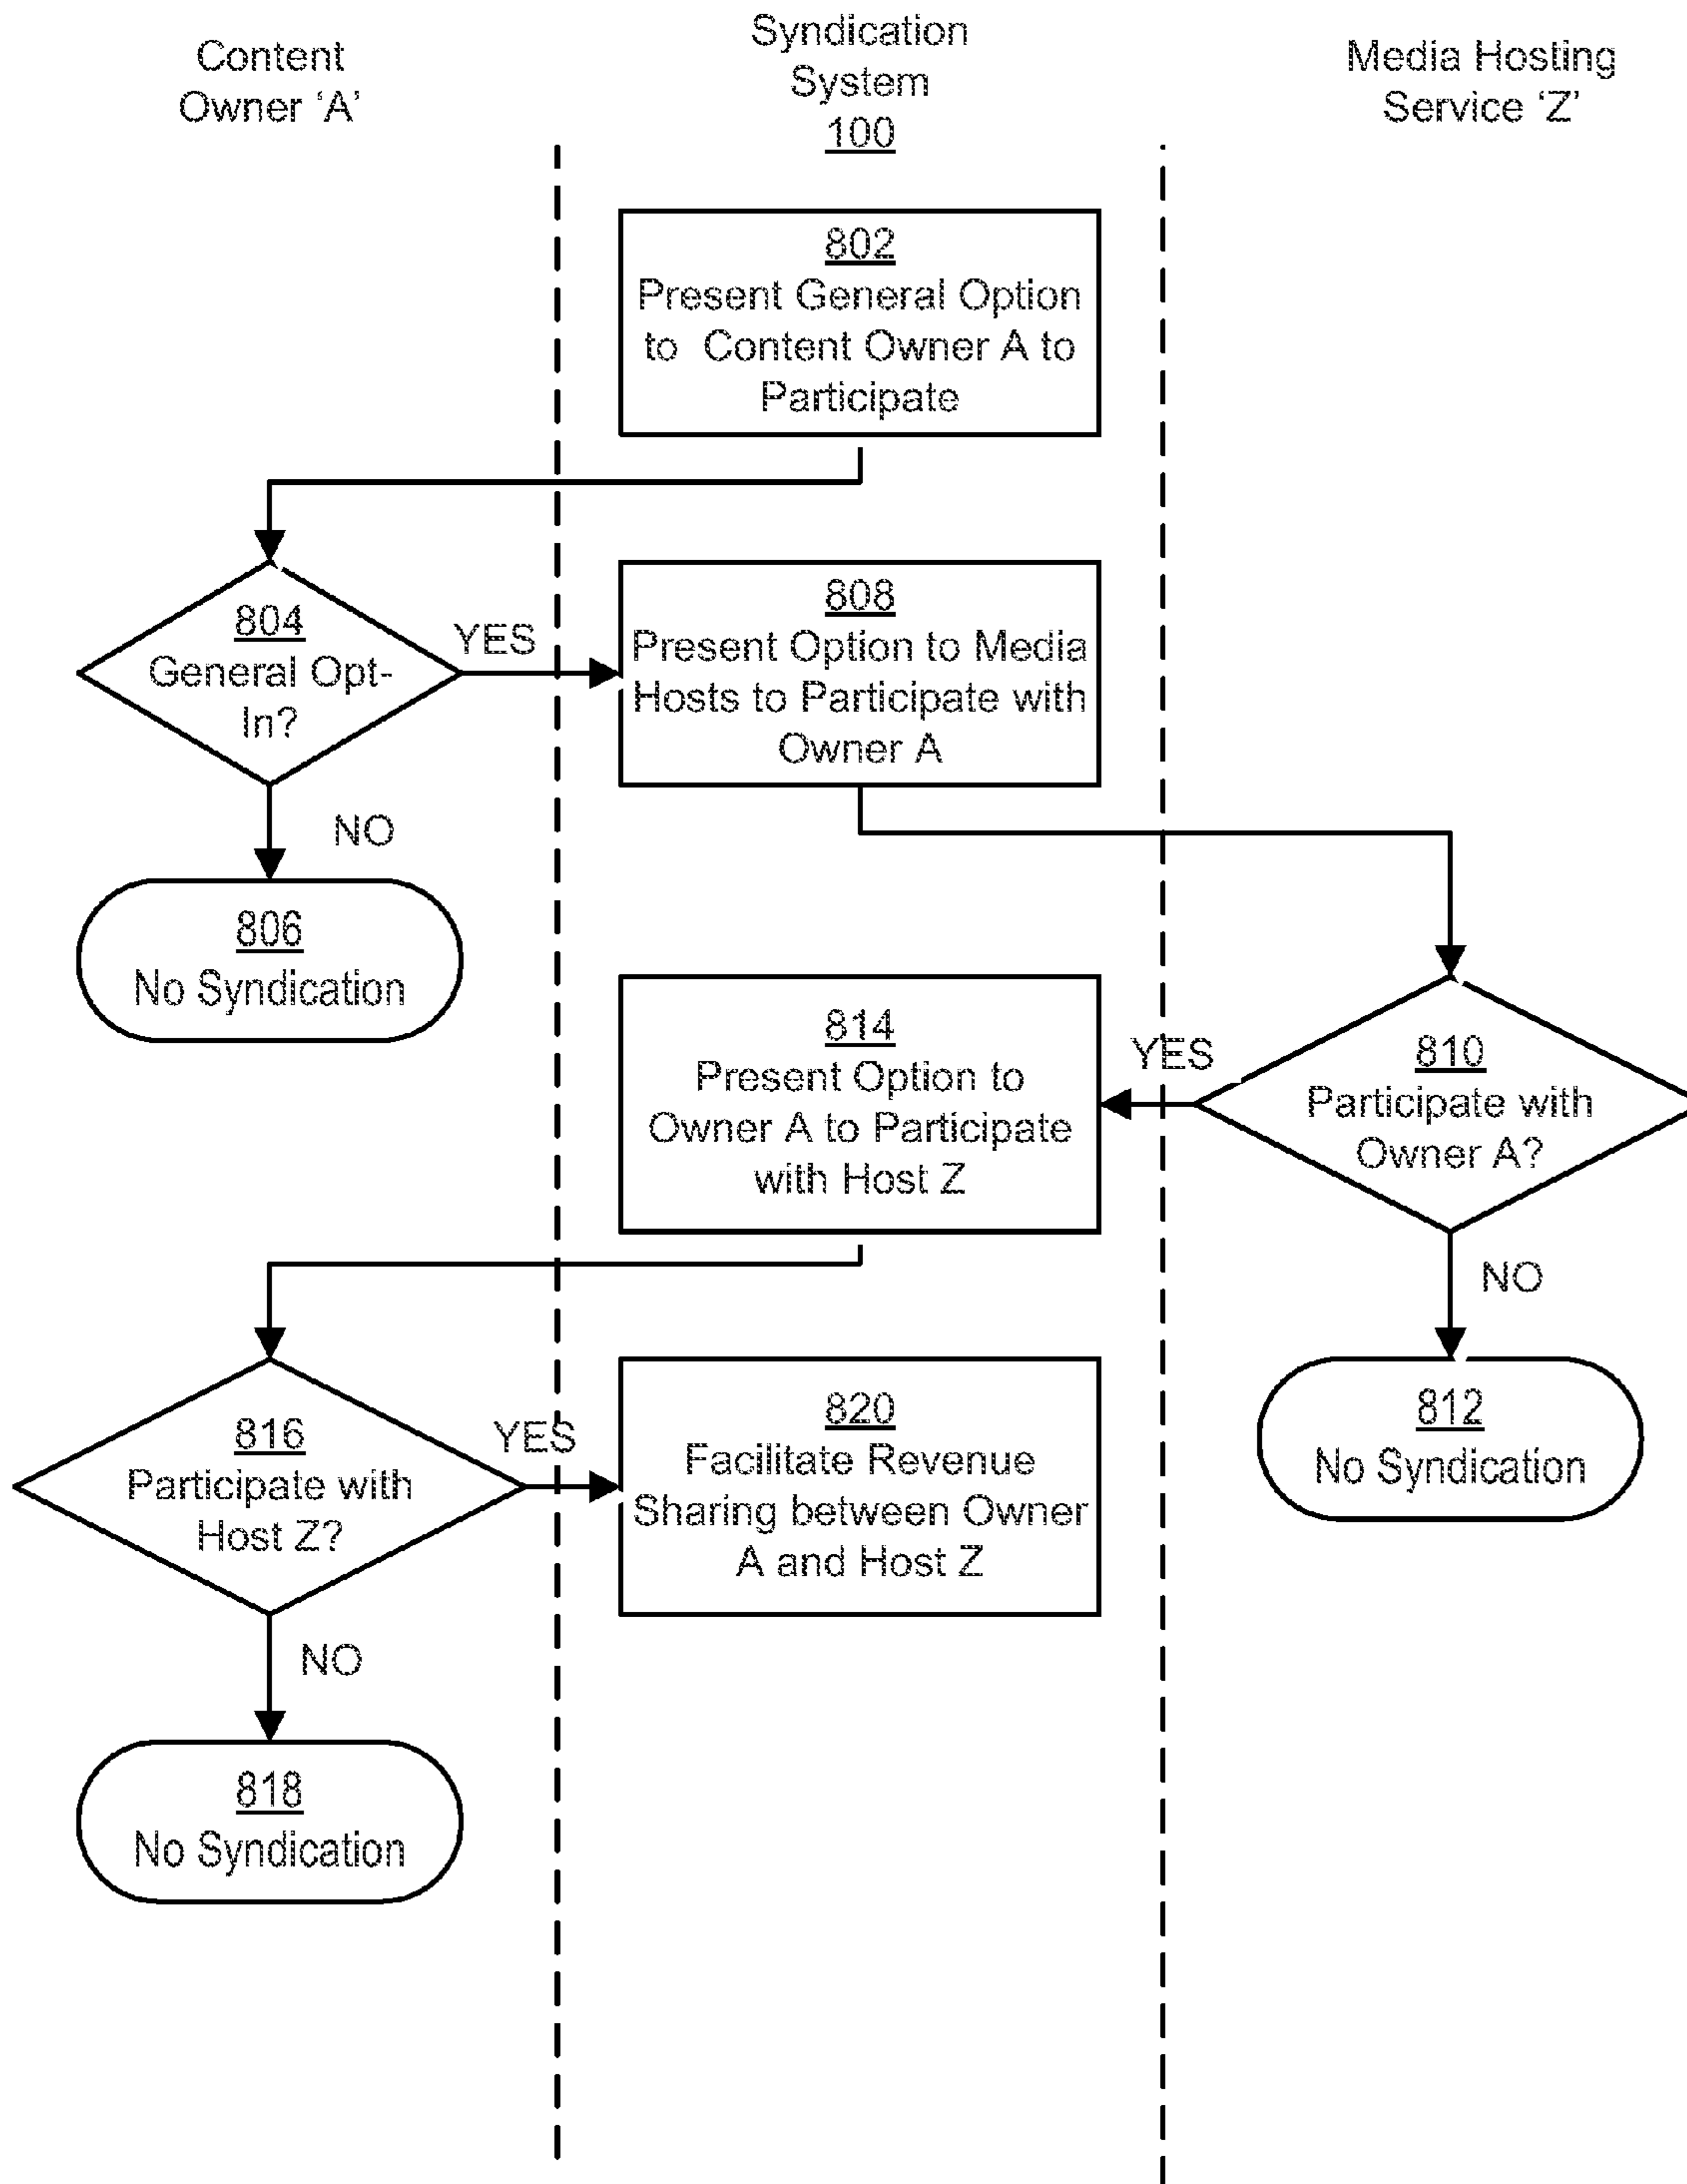 Content
Owner ‘A’
Syndication
System
100
Media Hosting
Service ‘Z’
802
Present General Option
to Content Owner A to
Participate
804
General Opt-
In?
YES
NO
808
Present Option to Media
Hosts to Participate with
Owner A
806
No Syndication
814
Present Option to
Owner A to Participate
with Host Z
YES
810
Participate with
Owner A?
NO
816
Participate with
Host Z?
YES
NO
820
Facilitate Revenue
Sharing between Owner
A and Host Z
812
No Syndication
818
No Syndication